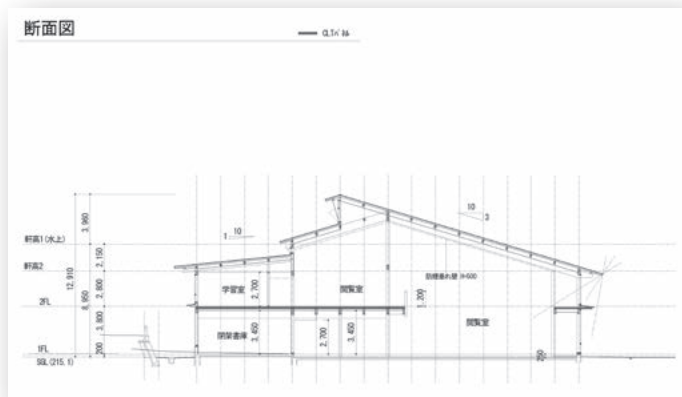 断面図
CLTパネル
10
3
10
1
3,960
軒高1(水上)
2,150
軒高2
12,910
8,950
2,800
2FL
3,800
1FL
200
SGL(215.1)
学習室
2,700
閲覧室
防煙垂れ壁 H=500
1,200
閲覧室
閉架書庫
3,450
2,700
3,450
250